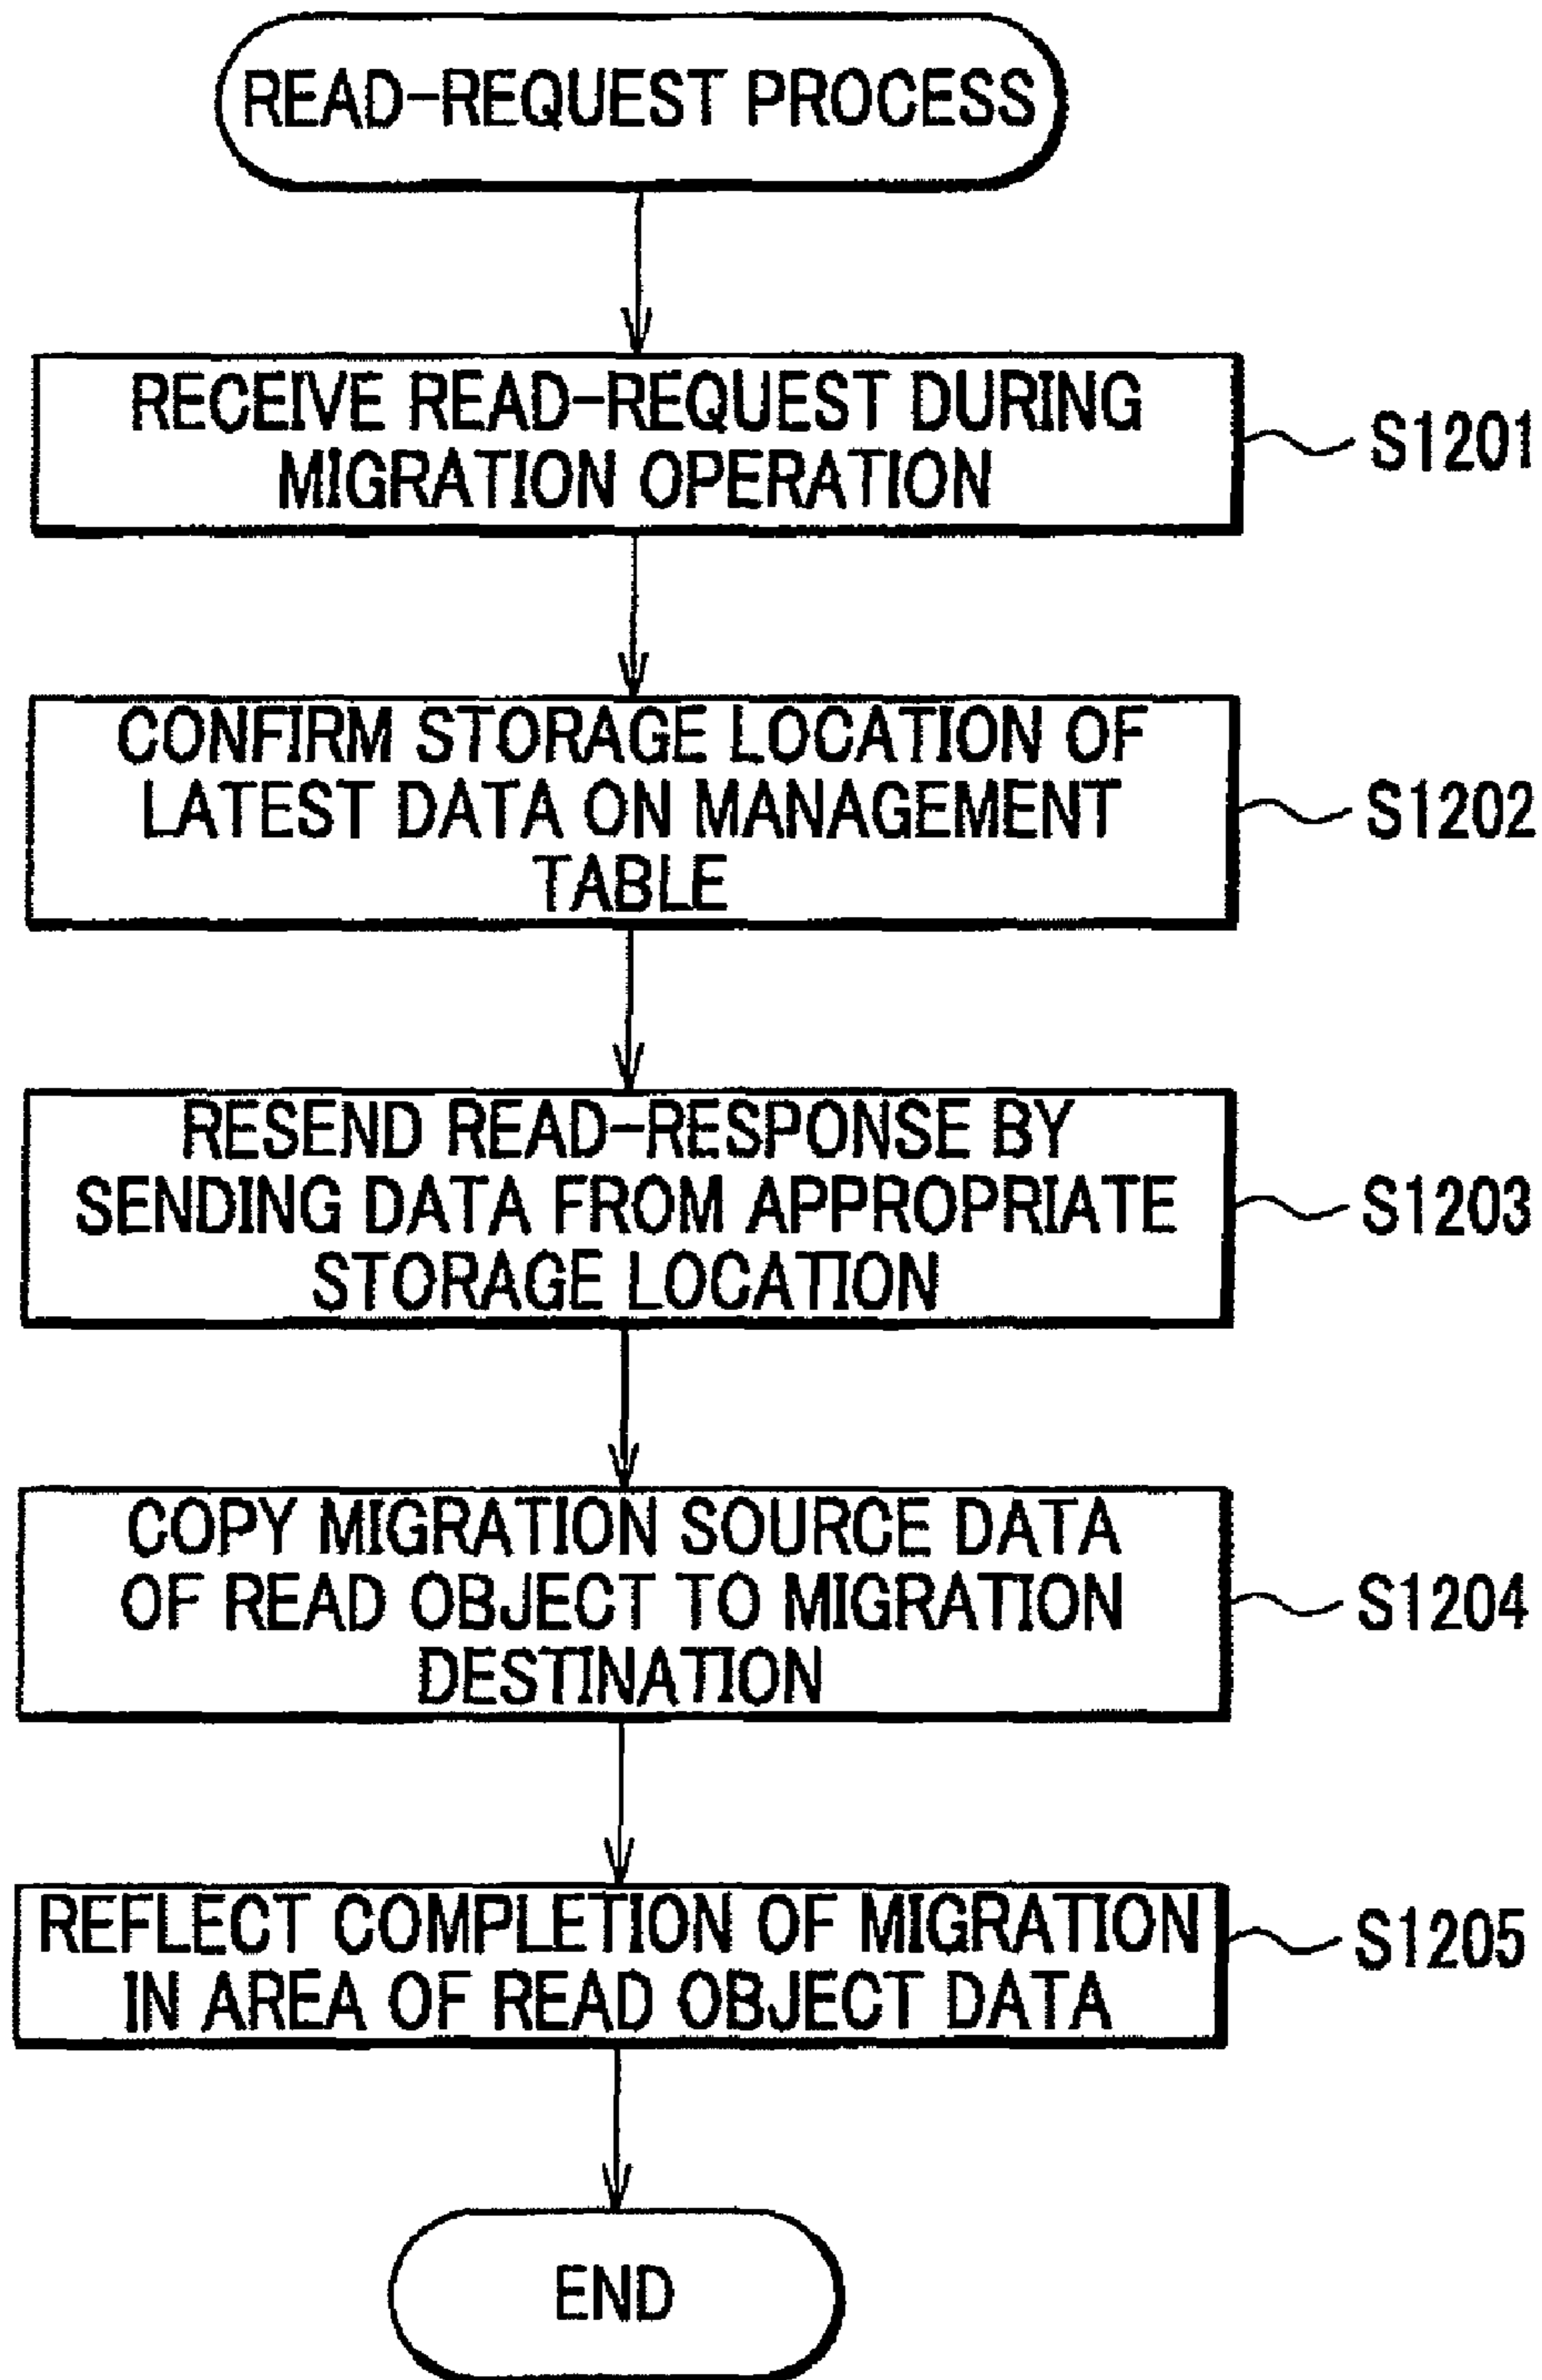 READ-REQUEST PROCESS
RECEIVE READ-REQUEST DURING
MIGRATION OPERATION
S1201
CONFIRM STORAGE LOCATION OF
LATEST DATA ON MANAGEMENT
TABLE
S1202
RESEND READ-RESPONSE BY
SENDING DATA FROM APPROPRIATE
STORAGE LOCATION
S1203
COPY MIGRATION SOURCE DATA
OF READ OBJECT TO MIGRATION
DESTINATION
S1204
REFLECT COMPLETION OF MIGRATION
IN AREA OF READ OBJECT DATA
S1205
END